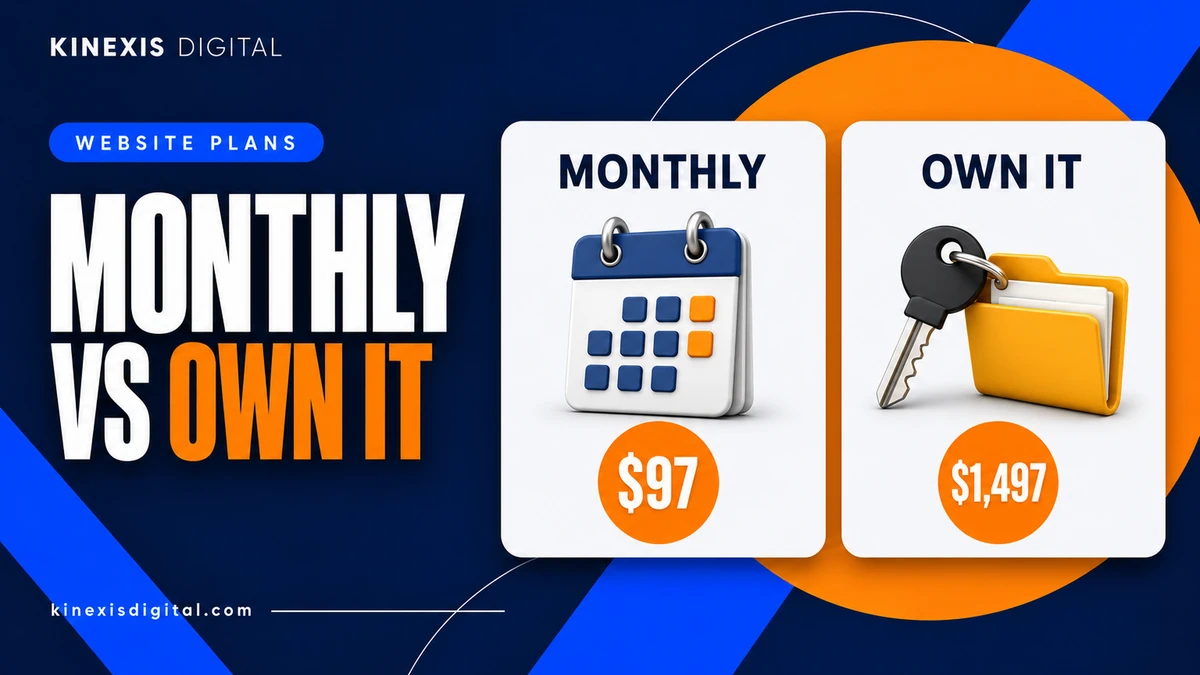 KINEXIS DIGITAL
WEBSITE PLANS
MONTHLY
VS OWN IT
kinexisdigital.com
MONTHLY
$97
OWN IT
$1,497